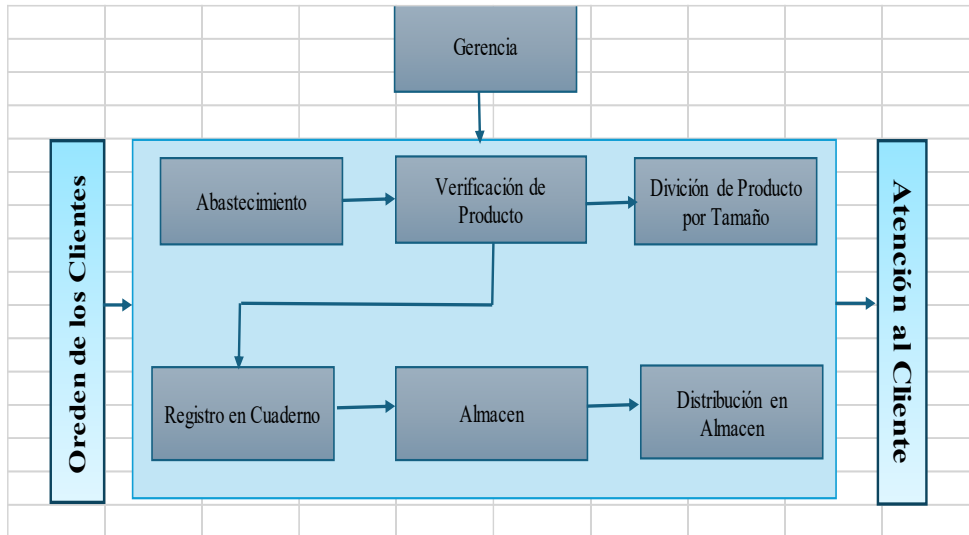 Gerencia
Oreden de los Clientes
Abastecimiento
Verificación de
Producto
División de Producto
por Tamaño
Registro en Cuaderno
Almacen
Distribución en
Almacen
Atención al Cliente